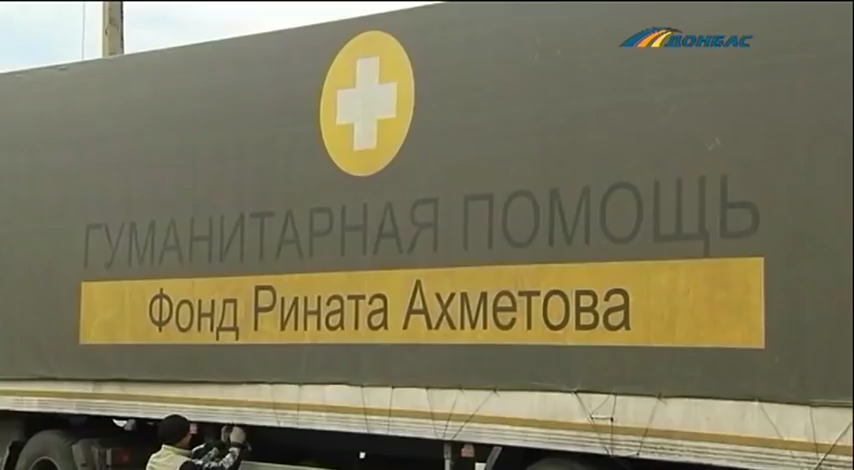 ДОНБАС
ГУМАНИТАРНАЯ ПОМОЩЬ
Фонд Рината Ахметова